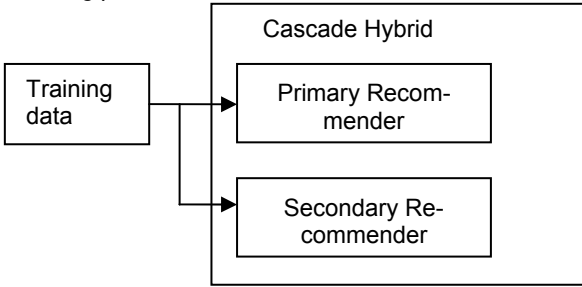 Cascade Hybrid
Training
data
Primary Recom-
mender
Secondary Re-
commender